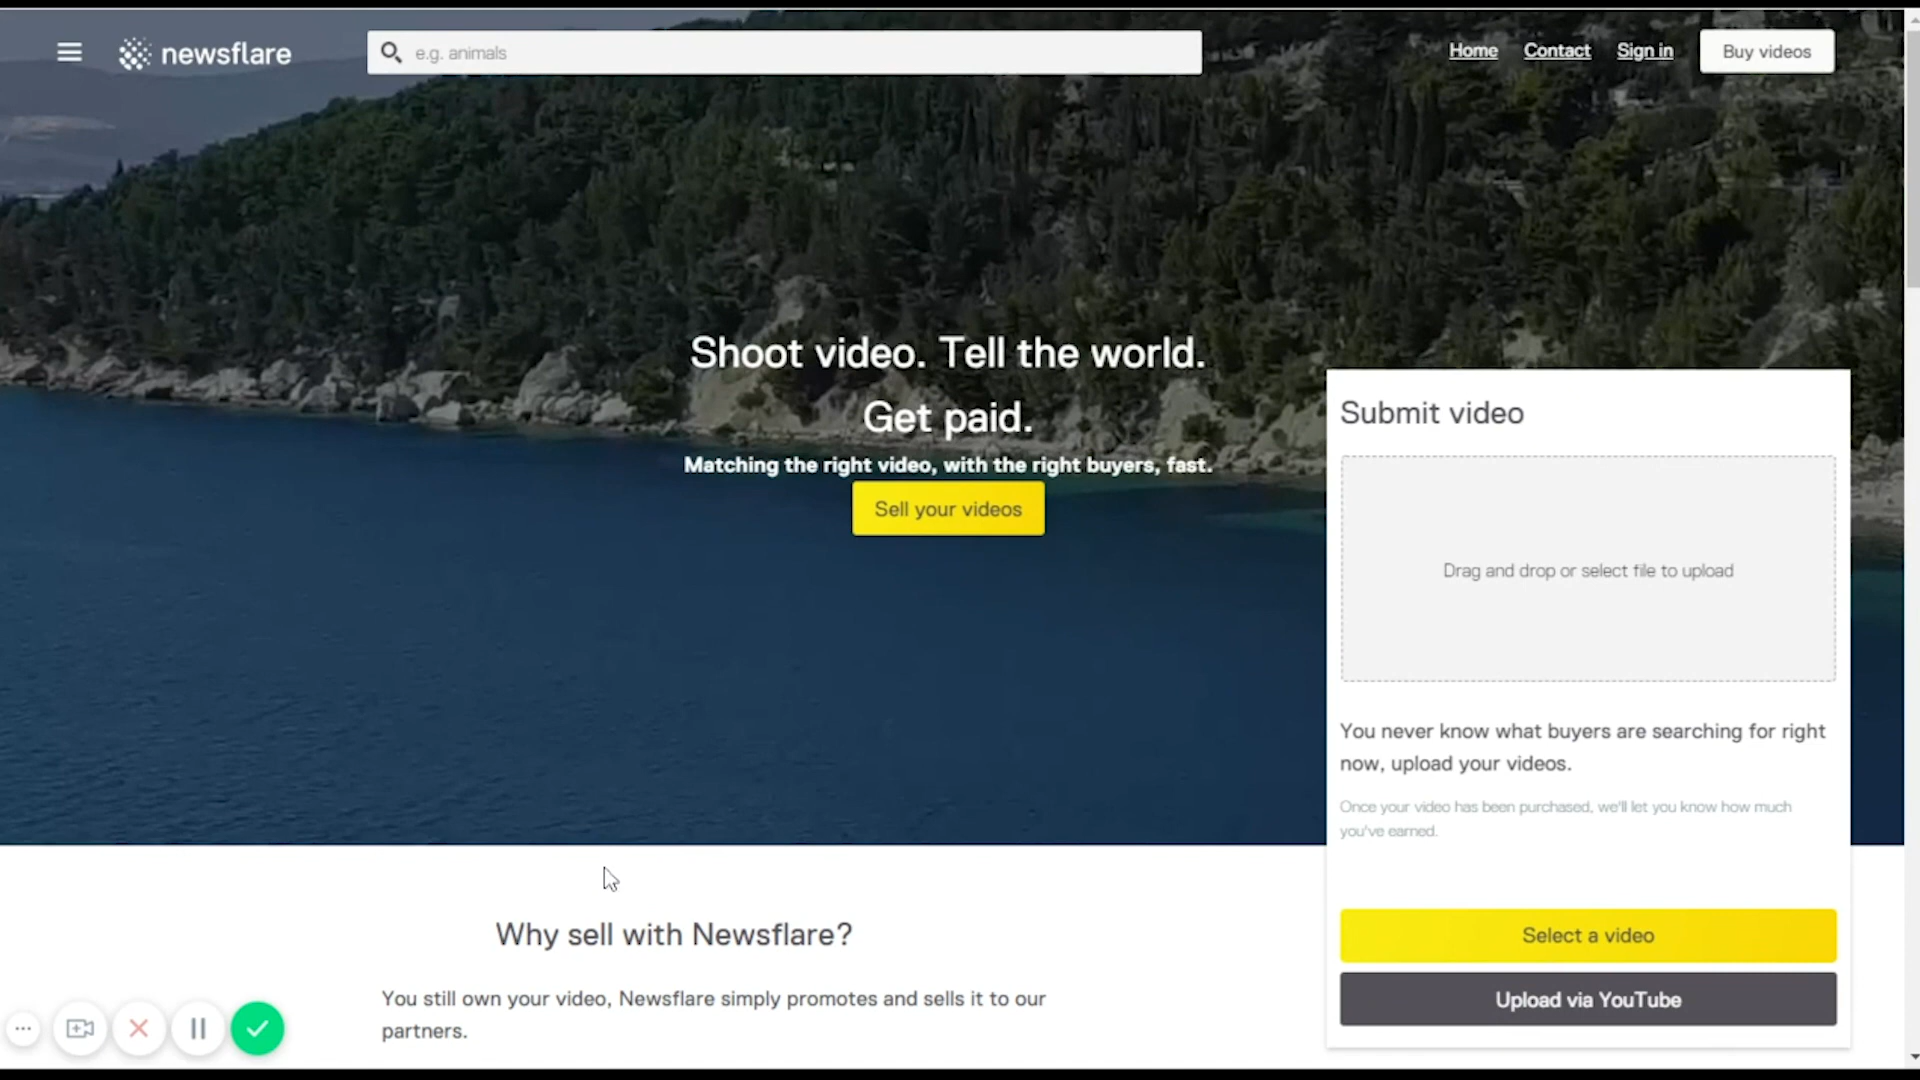 newsflare
e.g. animals
Home
Contact
Sign in
Buy videos
Shoot video. Tell the world.
Get paid.
Matching the right video, with the right buyers, fast.
Sell your videos
Submit video
Drag and drop or select file to upload
You never know what buyers are searching for right
now, upload your videos.
Once your video has been purchased, we'll let you know how much
you've earned.
Select a video
Upload via YouTube
Why sell with Newsflare?
You still own your video, Newsflare simply promotes and sells it to our
partners.